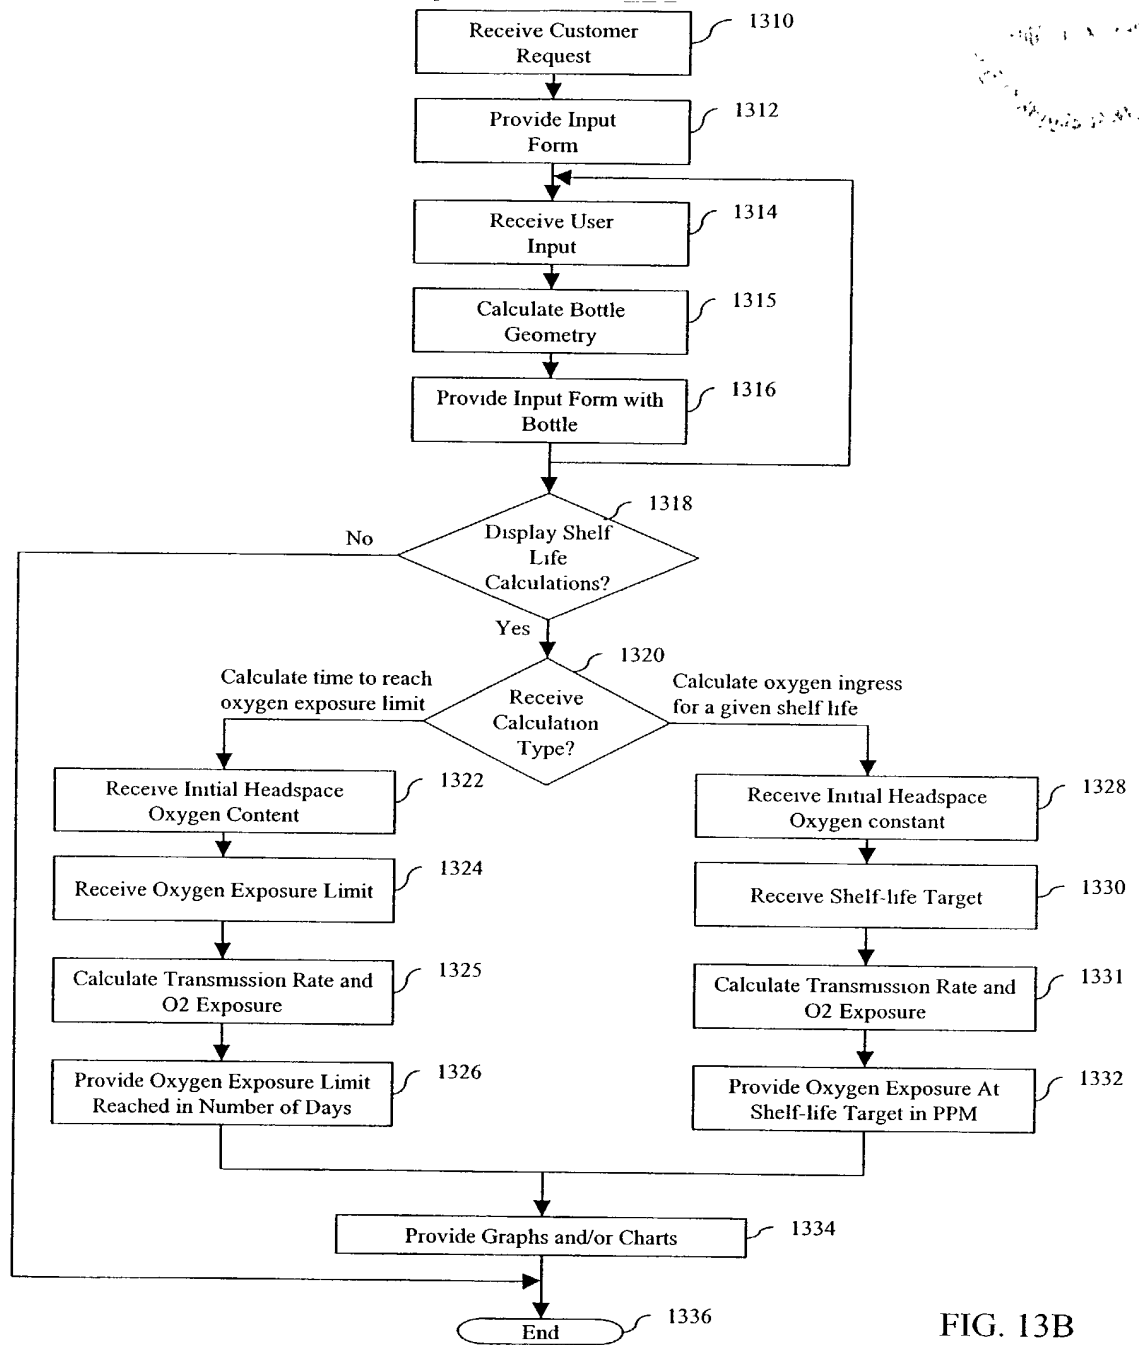 Receive Customer
Request
1310
Provide Input
Form
1312
Receive User
Input
1314
Calculate Bottle
Geometry
1315
Provide Input Form with
Bottle
1316
Display Shelf
Life
Calculations?
1318
No
Yes
Receive
Calculation
Type?
1320
Calculate time to reach
oxygen exposure limit
Calculate oxygen ingress
for a given shelf life
Receive Initial Headspace
Oxygen Content
1322
Receive Oxygen Exposure Limit
1324
Calculate Transmission Rate and
O2 Exposure
1325
Provide Oxygen Exposure Limit
Reached in Number of Days
1326
Receive Initial Headspace
Oxygen constant
1328
Receive Shelf-life Target
1330
Calculate Transmission Rate and
O2 Exposure
1331
Provide Oxygen Exposure At
Shelf-life Target in PPM
1332
Provide Graphs and/or Charts
1334
End
1336
FIG. 13B